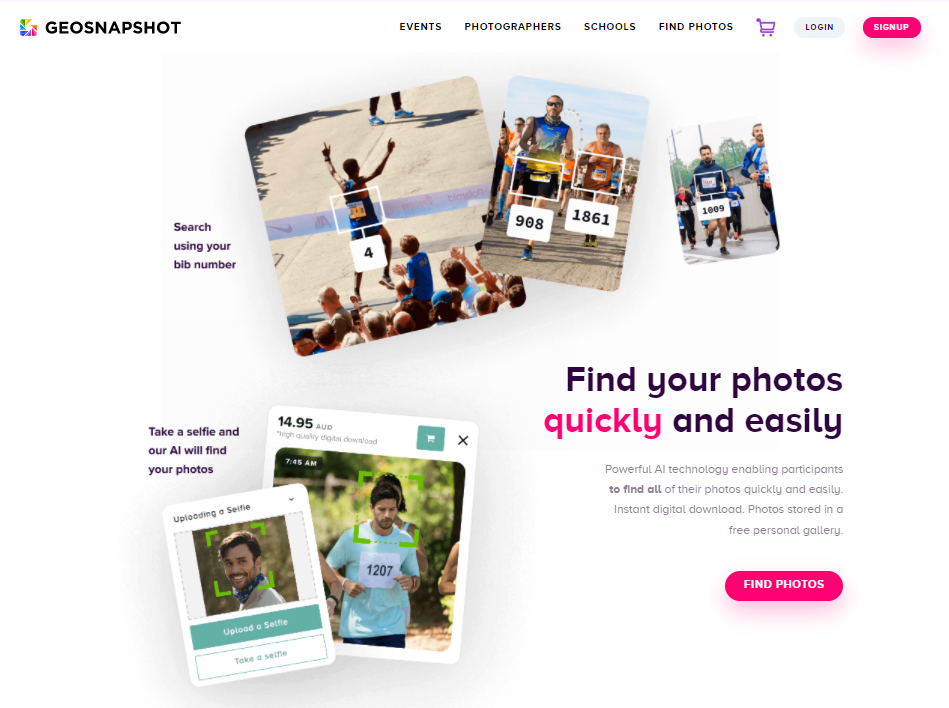 GEOSNAPSHOT
EVENTS
PHOTOGRAPHERS
SCHOOLS
FIND PHOTOS
LOGIN
SIGNUP
Search
using your
bib number
4
908
1861
1009
Find your photos
quickly and easily
Powerful AI technology enabling participants
to find all of their photos quickly and easily.
Instant digital download. Photos stored in a
free personal gallery.
FIND PHOTOS
Take a selfie and
our AI will find
your photos
14.95 AUD
*high quality digital download
7:45 AM
1207
Uploading a Selfie
Upload a Selfie
Take a selfie